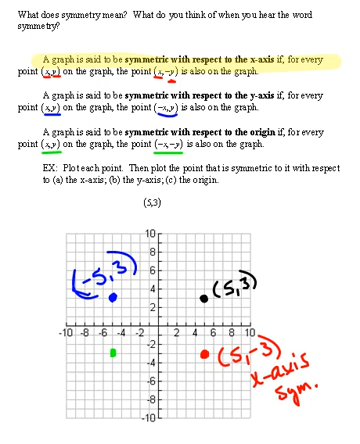 What does symmetry mean? What do you think of when you hear the word
symmetry?
A graph is said to be symmetric with respect to the x-axis if, for every
point (x,y) on the graph, the point (x,-y) is also on the graph.
A graph is said to be symmetric with respect to the y-axis if, for every
point (x,y) on the graph, the point (-x,y) is also on the graph.
A graph is said to be symmetric with respect to the origin if, for every
point (x,y) on the graph, the point (-x,-y) is also on the graph.
EX: Plot each point. Then plot the point that is symmetric to it with respect
to (a) the x-axis; (b) the y-axis; (c) the origin.
(5,3)
10
8
(-5,3)
6
(5,3)
4
2
-10 -8 -6 -4 -2 2 4 6 8 10
-2
(5,-3)
-4
x-axis
-6
sym.
-8
-10